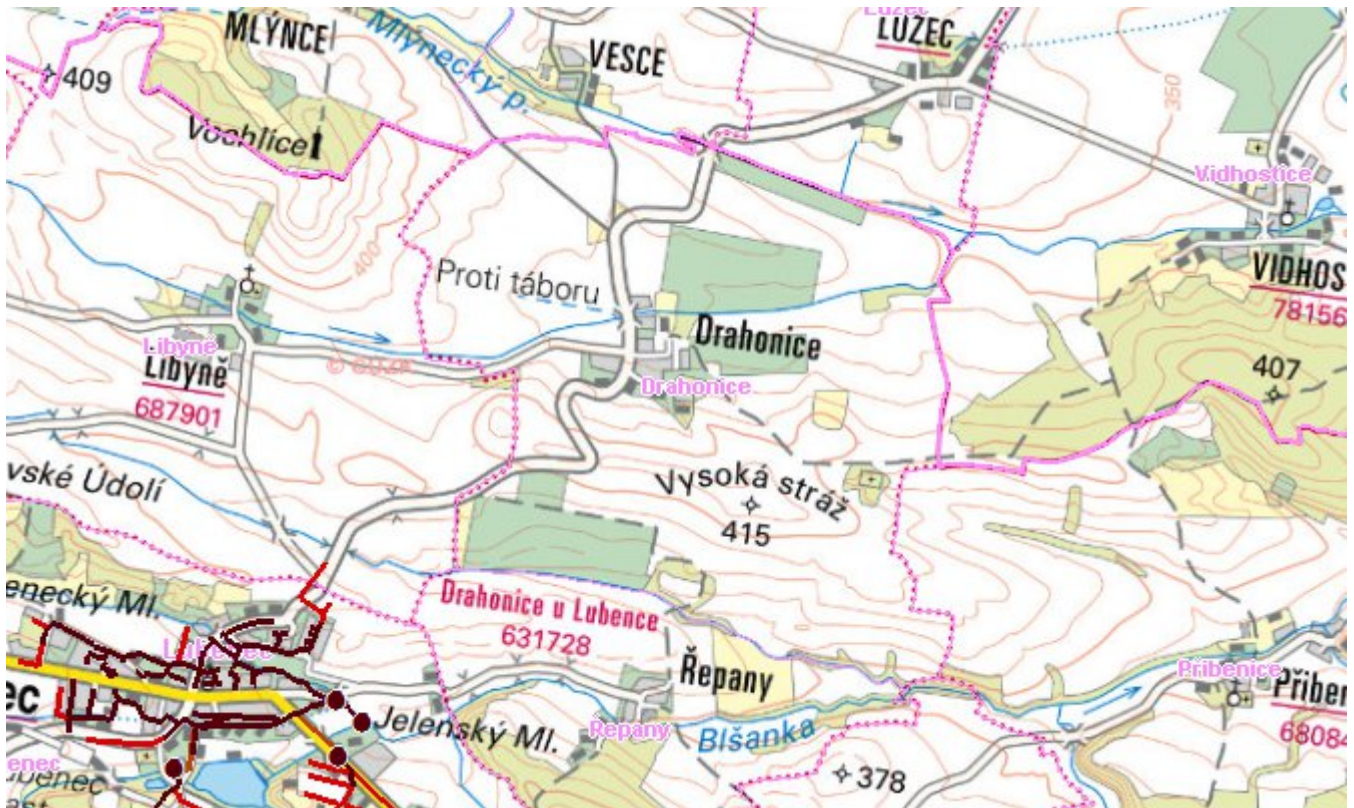 MLÝNCE
Mlýnecký p.
VESCE
LUŽEC
409
Vochlice
350
Vidhostice
VIDHOS
78156
400
Proti táboru
Drahonice
Drahonice
Libyně
Libyně
687901
407
vské Údolí
Vysoká stráž
415
enecký Ml.
Drahonice u Lubence
631728
Řepany
Řepany
Jelenský Ml.
Blšanka
378
Přibenice
Přiben
68084
ec
benec